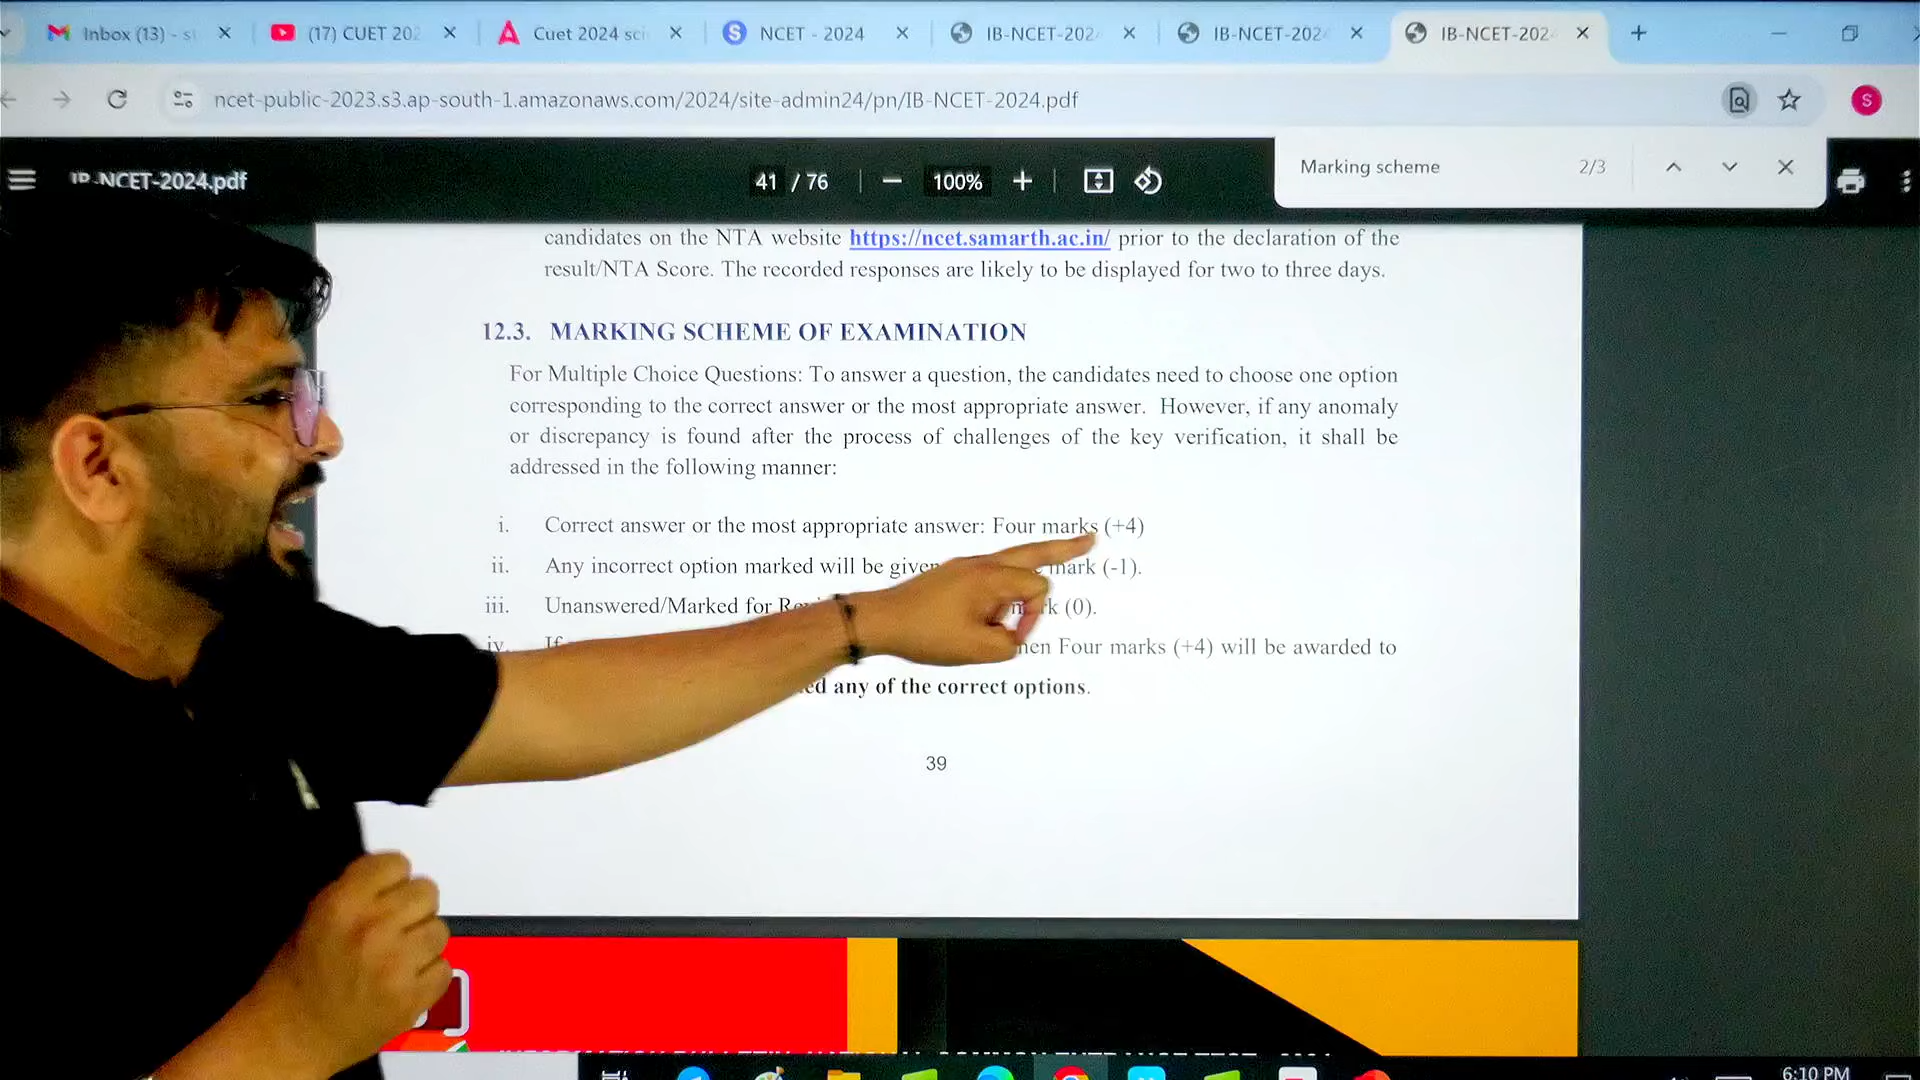 Inbox (13) - s
(17) CUET 202
Cuet 2024 sci
NCET - 2024
IB-NCET-202
IB-NCET-202
IB-NCET-202
ncet-public-2023.s3.ap-south-1.amazonaws.com/2024/site-admin24/pn/IB-NCET-2024.pdf
S
Marking scheme 2/3
IB-NCET-2024.pdf
41 / 76
100%
candidates on the NTA website https://ncet.samarth.ac.in/ prior to the declaration of the
result/NTA Score. The recorded responses are likely to be displayed for two to three days.
12.3. MARKING SCHEME OF EXAMINATION
For Multiple Choice Questions: To answer a question, the candidates need to choose one option
corresponding to the correct answer or the most appropriate answer. However, if any anomaly
or discrepancy is found after the process of challenges of the key verification, it shall be
addressed in the following manner:
i. Correct answer or the most appropriate answer: Four marks (+4)
ii. Any incorrect option marked will be given mark (-1).
iii. Unanswered/Marked for (0).
iv. If Four marks (+4) will be awarded to
any of the correct options.
39
6:10 PM